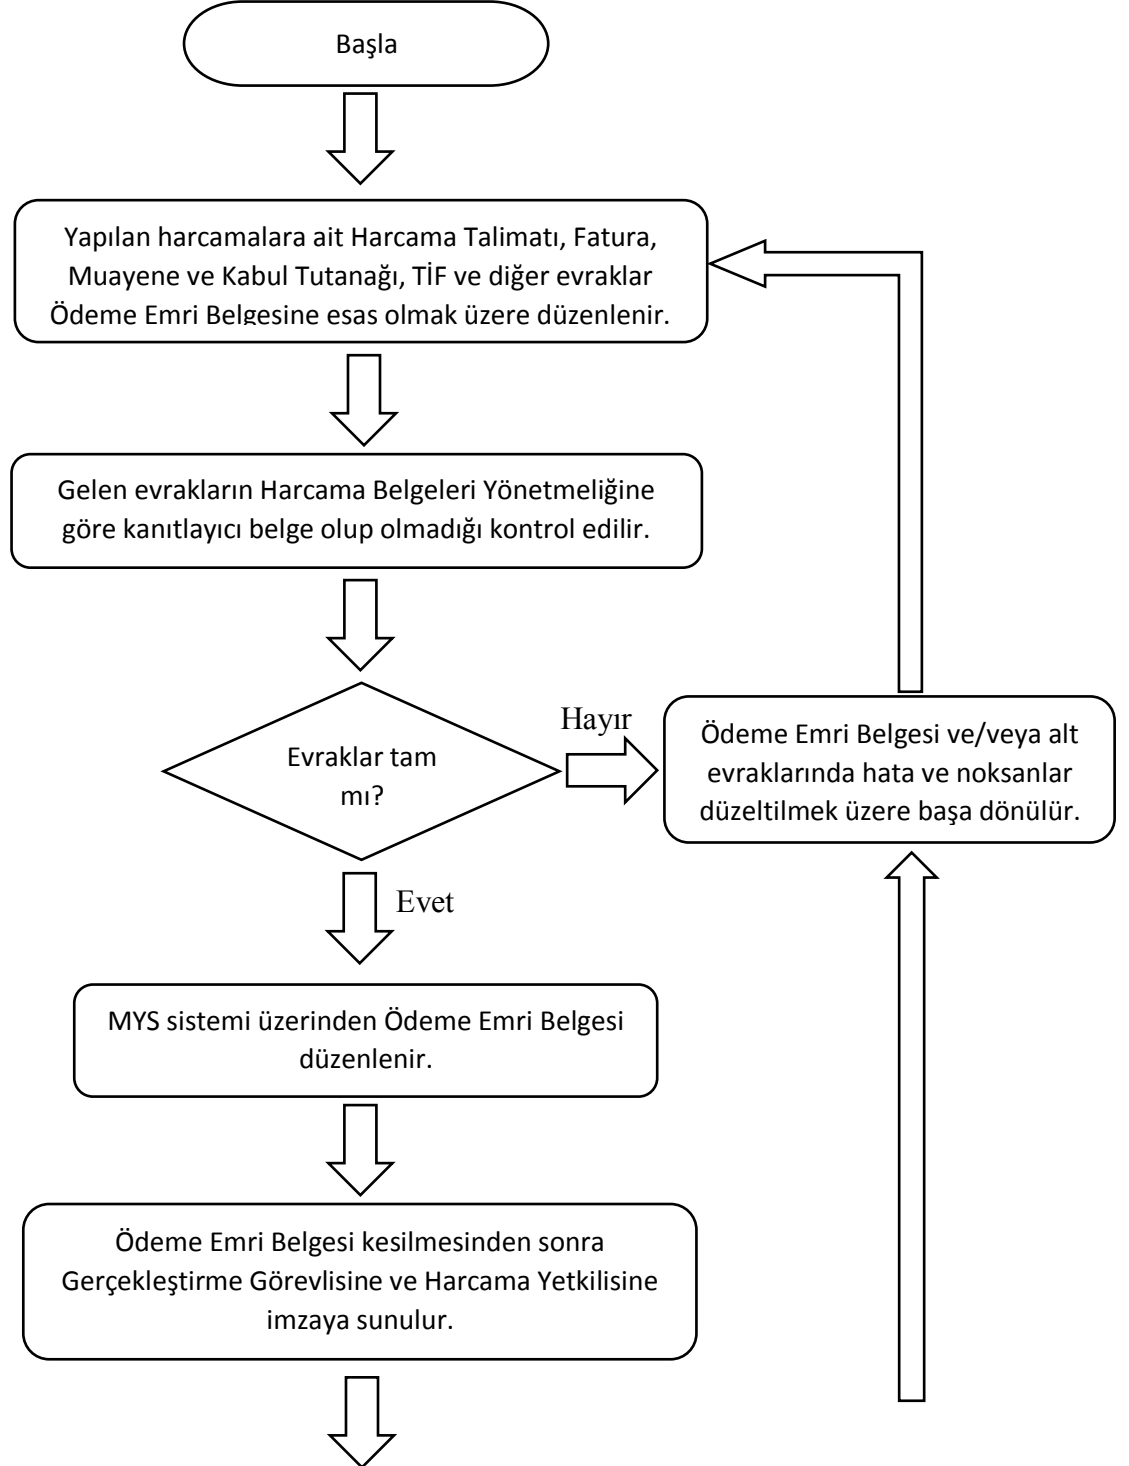 Başla
Yapılan harcamalara ait Harcama Talimatı, Fatura,
Muayene ve Kabul Tutanağı, TİF ve diğer evraklar
Ödeme Emri Belgesine esas olmak üzere düzenlenir.
Gelen evrakların Harcama Belgeleri Yönetmeliğine
göre kanıtlayıcı belge olup olmadığı kontrol edilir.
Evraklar tam
mı?
Hayır
Ödeme Emri Belgesi ve/veya alt
evraklarında hata ve noksanlar
düzeltilmek üzere başa dönülür.
Evet
MYS sistemi üzerinden Ödeme Emri Belgesi
düzenlenir.
Ödeme Emri Belgesi kesilmesinden sonra
Gerçekleştirme Görevlisine ve Harcama Yetkilisine
imzaya sunulur.